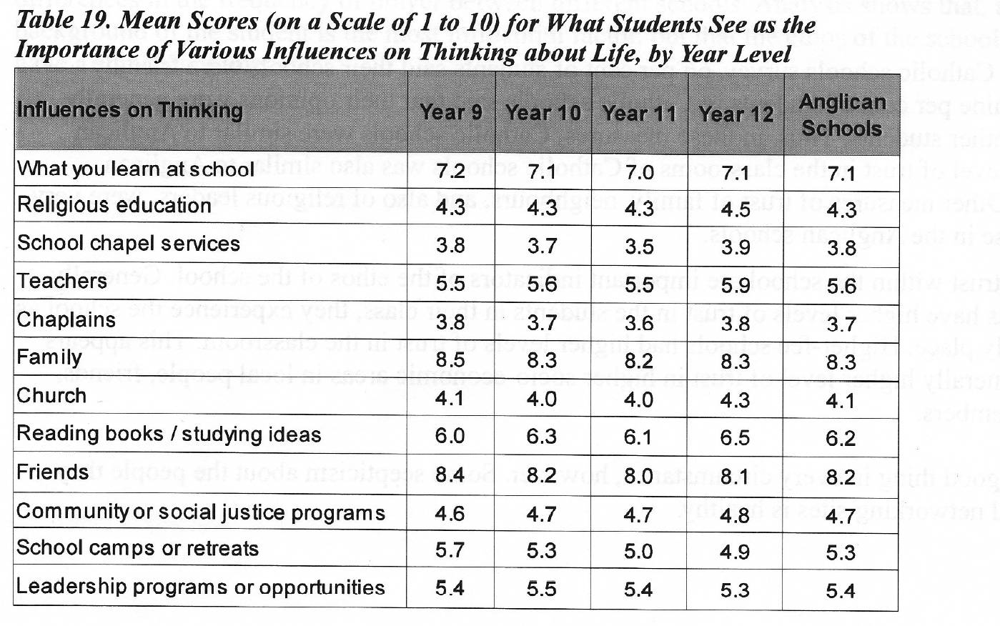 Table 19. Mean Scores (on a Scale of 1 to 10) for What Students See as the
Importance of Various Influences on Thinking about Life, by Year Level
Influences on Thinking Year 9 Year 10 Year 11 Year 12 Anglican Schools
What you learn at school 7.2 7.1 7.0 7.1 7.1
Religious education 4.3 4.3 4.3 4.5 4.3
School chapel services 3.8 3.7 3.5 3.9 3.8
Teachers 5.5 5.6 5.5 5.9 5.6
Chaplains 3.8 3.7 3.6 3.8 3.7
Family 8.5 8.3 8.2 8.3 8.3
Church 4.1 4.0 4.0 4.3 4.1
Reading books / studying ideas 6.0 6.3 6.1 6.5 6.2
Friends 8.4 8.2 8.0 8.1 8.2
Community or social justice programs 4.6 4.7 4.7 4.8 4.7
School camps or retreats 5.7 5.3 5.0 4.9 5.3
Leadership programs or opportunities 5.4 5.5 5.4 5.3 5.4